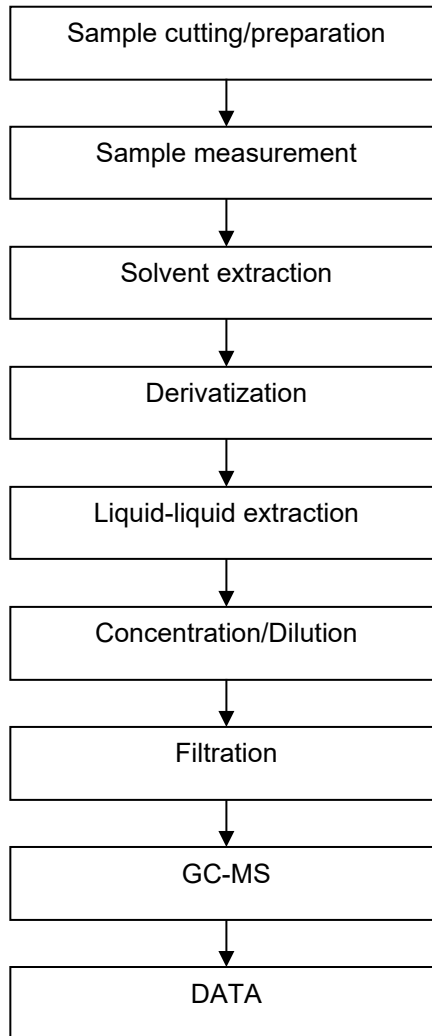 Sample cutting/preparation
Sample measurement
Solvent extraction
Derivatization
Liquid-liquid extraction
Concentration/Dilution
Filtration
GC-MS
DATA